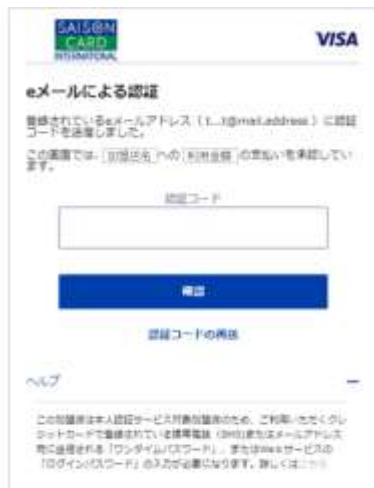 SAISON
CARD
INTERNATIONAL
VISA
eメールによる認証
登録されているeメールアドレス ( t...t@mail.address ) に認証
コードを送信しました。
この画面では、 加盟店名 への 利用金額 の支払いを承認してい
ます。
認証コード
確認
認証コードの再送
ヘルプ
この加盟店は本人認証サービス対象加盟店のため、ご利用いただくクレ
ジットカードで登録されている携帯電話 (SMS)またはメールアドレス
宛に送信される「ワンタイムパスワード」、またはWebサービスの
「ログインパスワード」の入力が必要になります。詳しくはこちら